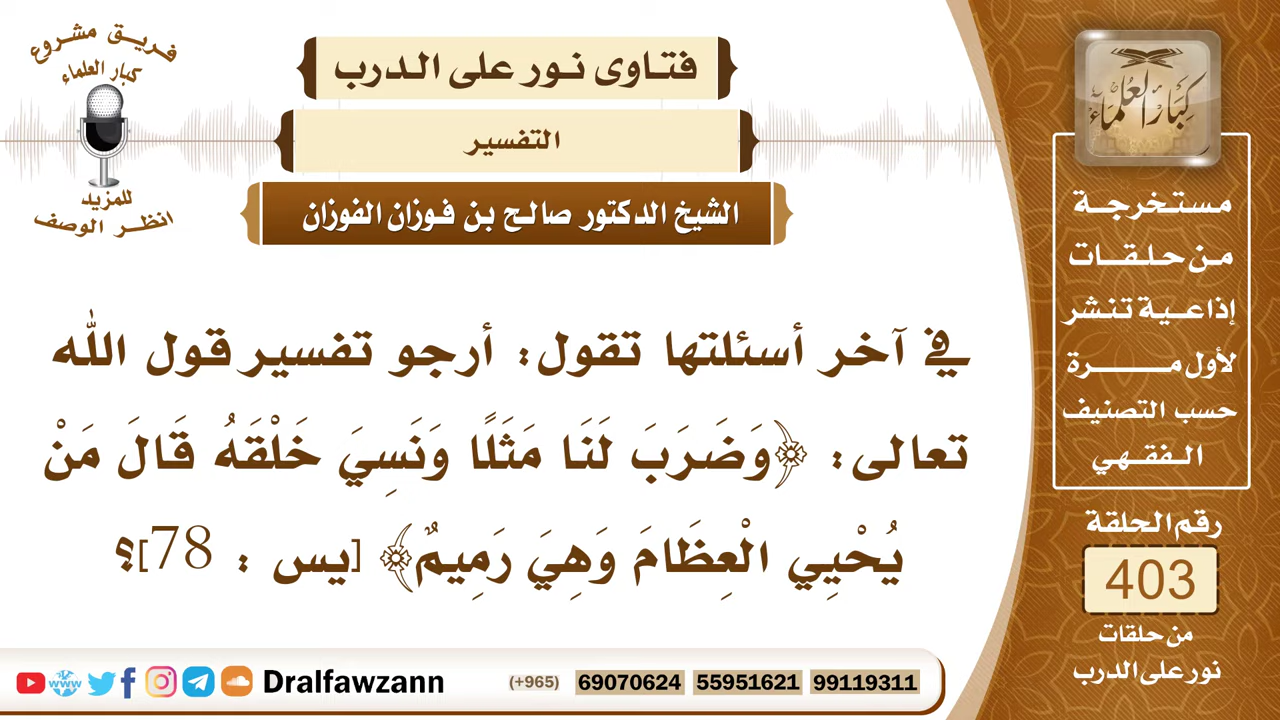 فريق مشروع
كبار العلماء
للمزيد
انظر الوصف
فتاوى نور على الدرب
التفسير
الشيخ الدكتور صالح بن فوزان الفوزان
في آخر أسئلتها تقول: أرجو تفسير قول الله
تعالى: ﴿وَضَرَبَ لَنَا مَثَلًا وَنَسِيَ خَلْقَهُ قَالَ مَنْ
يُحْيِي الْعِظَامَ وَهِيَ رَمِيمٌ﴾ [يس : 78]؟
كبار العلماء
مستخرجة
من حلقات
إذاعية تنشر
لأول مرة
حسب التصنيف
الفقهي
رقم الحلقة
403
من حلقات
نور على الدرب
www Dralfawzann (+965) 69070624 55951621 99119311